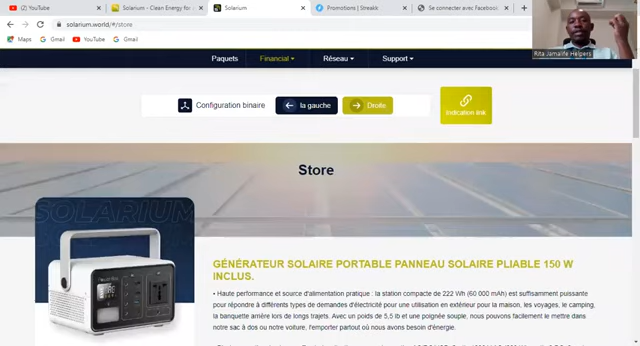 (2) YouTube
Solarium - Clean Energy for
Solarium
Promotions | Streakk
Se connecter avec Facebook
solarium.world/#/store
Maps
Gmail
YouTube
Gmail
Rita Jamalife Helpers
Paquets
Financial
Réseau
Support
Configuration binaire
la gauche
Droite
Indication link
Store
SOLARIUM
GÉNÉRATEUR SOLAIRE PORTABLE PANNEAU SOLAIRE PLIABLE 150 W
INCLUS.
• Haute performance et source d'alimentation pratique : la station compacte de 222 Wh (60 000 mAh) est suffisamment puissante
pour répondre à différents types de demandes d'électricité pour une utilisation en extérieur pour la maison, les voyages, le camping,
la banquette arrière lors de longs trajets. Avec un poids de 5,5 lb et une poignée souple, nous pouvons facilement le mettre dans
notre sac à dos ou notre voiture, l'emporter partout où nous avons besoin d'énergie.